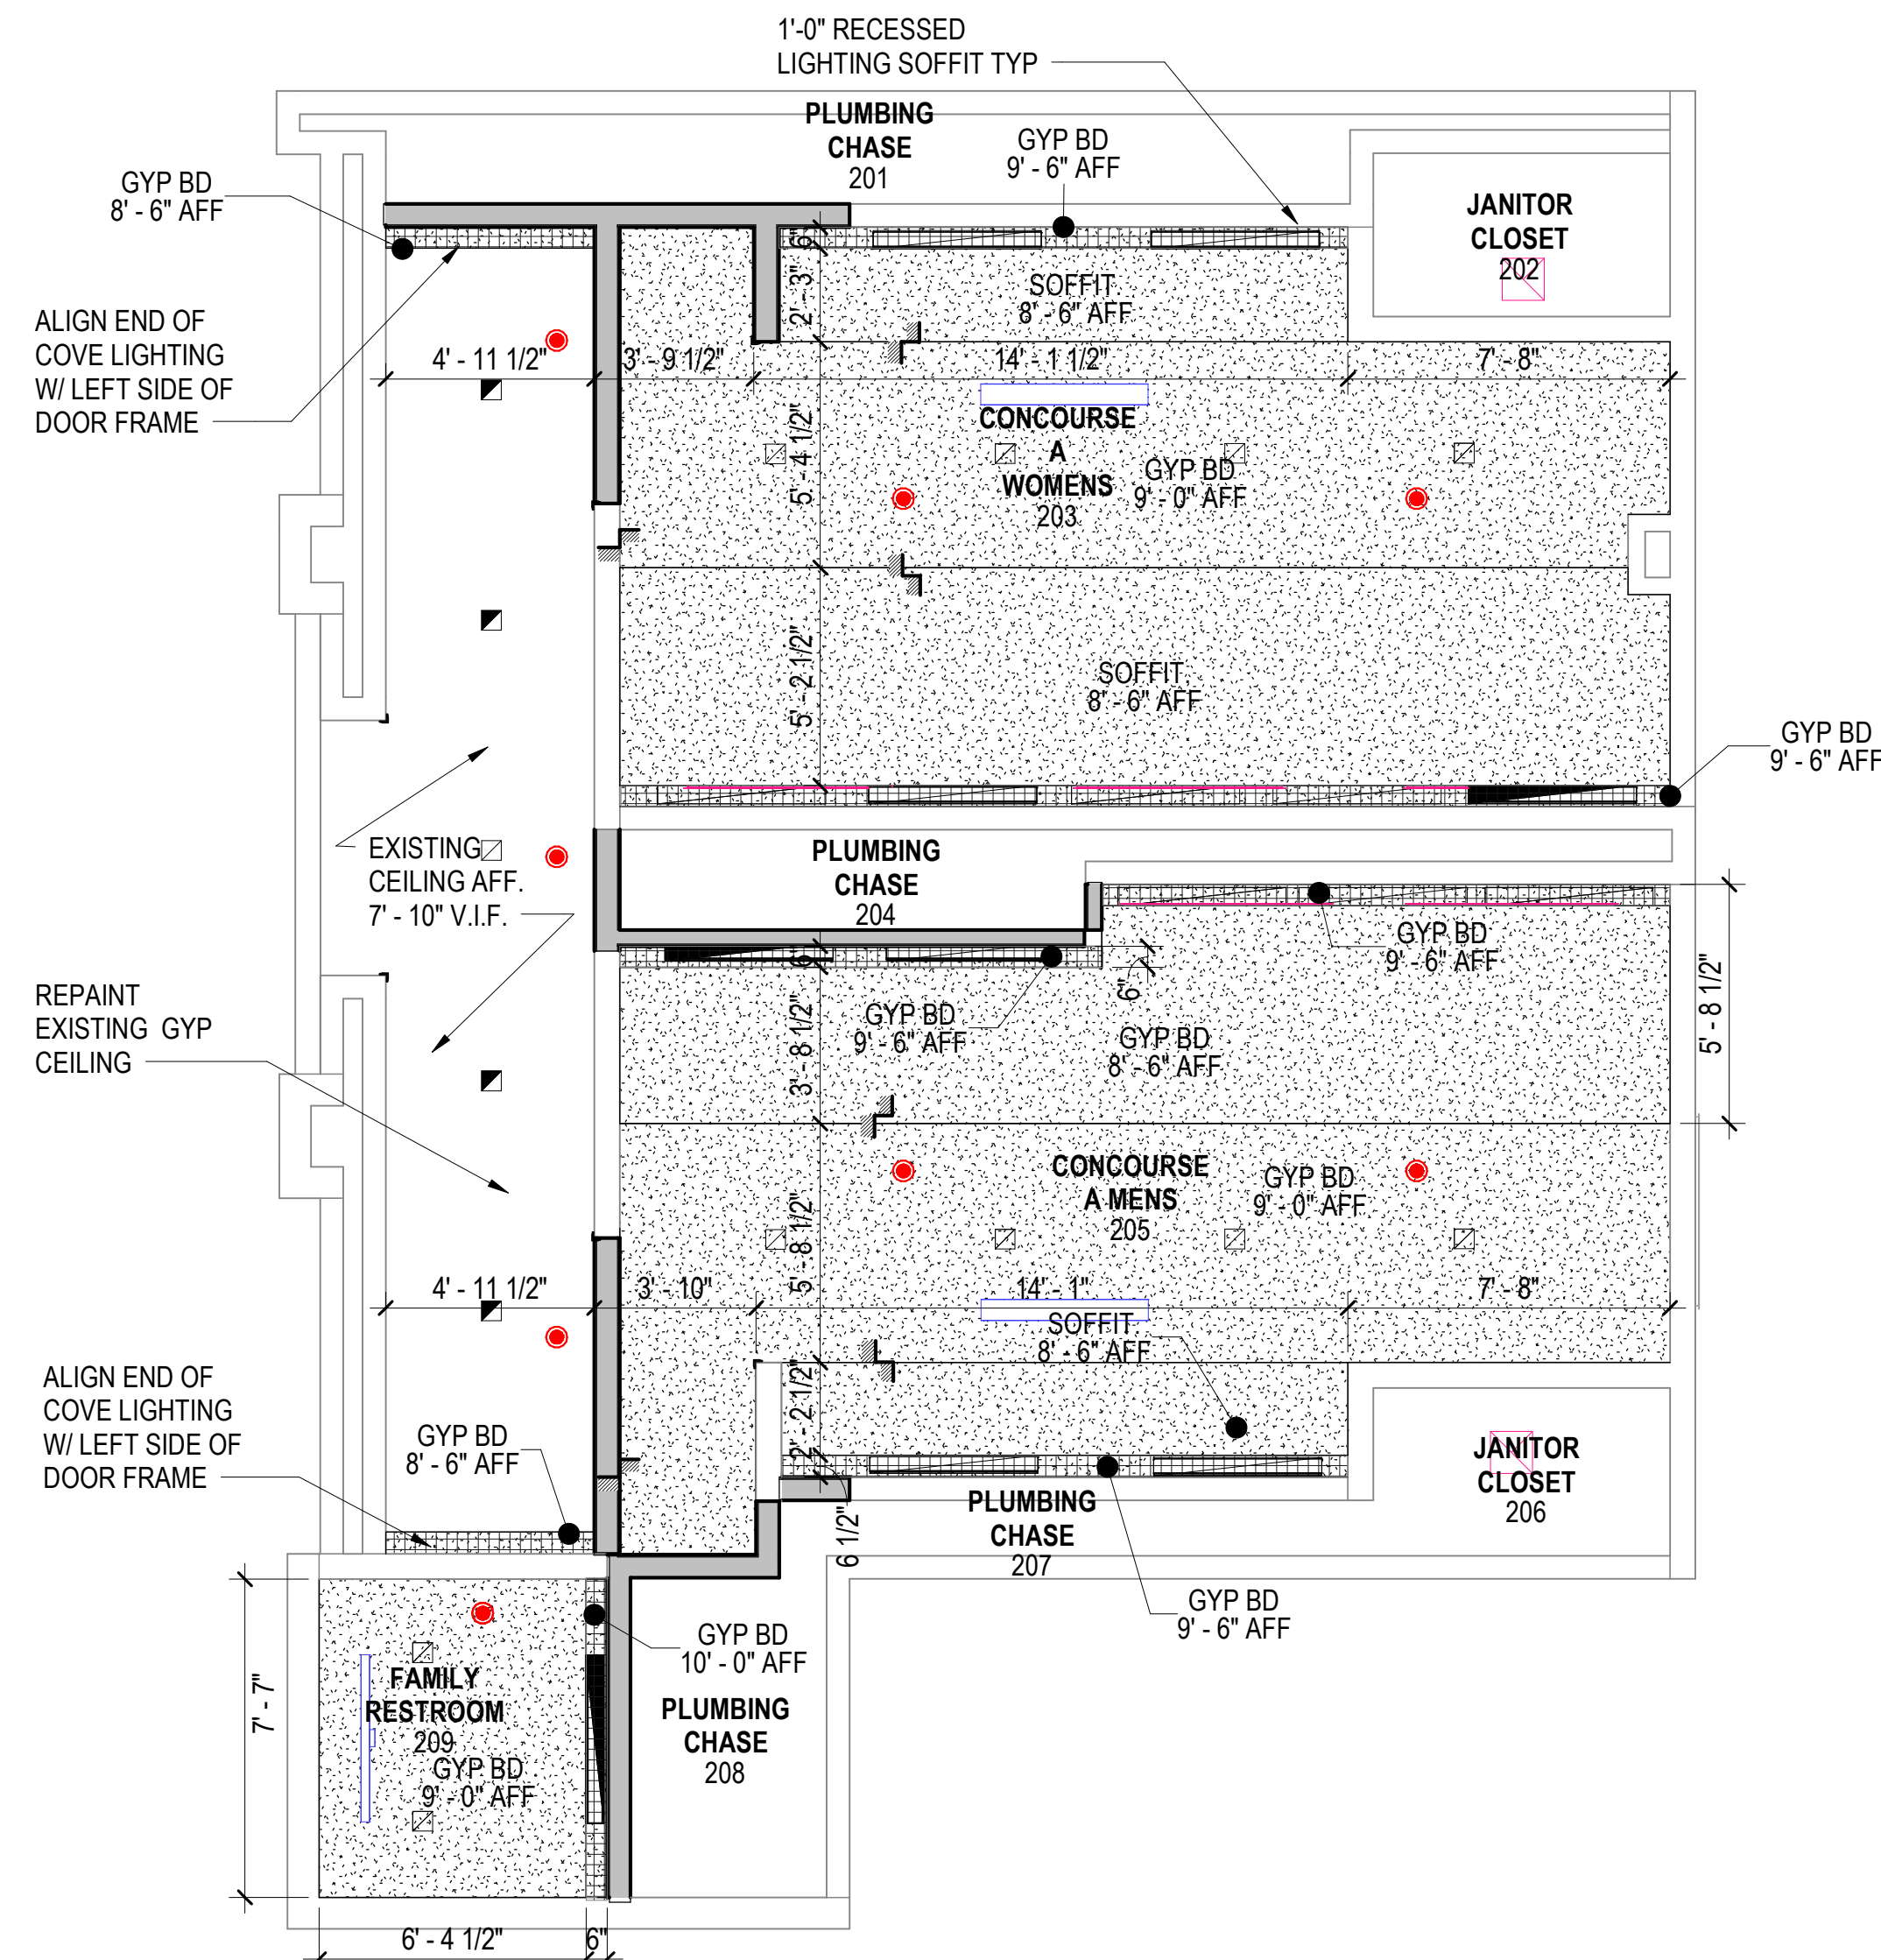 1'-0" RECESSED
LIGHTING SOFFIT TYP
PLUMBING
CHASE
201
GYP BD
9' - 6" AFF
GYP BD
8' - 6" AFF
JANITOR
CLOSET
202
6"
2' - 3"
SOFFIT
8' - 6" AFF
ALIGN END OF
COVE LIGHTING
W/ LEFT SIDE OF
DOOR FRAME
4' - 11 1/2"
3' - 9 1/2"
14' - 1 1/2"
7' - 8"
CONCOURSE
A
WOMENS
203
GYP BD
9' - 0" AFF
5' - 4 1/2"
5' - 2 1/2"
SOFFIT
8' - 6" AFF
GYP BD
9' - 6" AFF
EXISTING
CEILING AFF.
7' - 10" V.I.F.
PLUMBING
CHASE
204
GYP BD
9' - 6" AFF
6"
6"
5' - 8 1/2"
REPAINT
EXISTING GYP
CEILING
3' - 8 1/2"
GYP BD
9' - 6" AFF
GYP BD
8' - 6" AFF
CONCOURSE
A MENS
205
GYP BD
9' - 0" AFF
5' - 8 1/2"
4' - 11 1/2"
3' - 10"
14' - 1"
7' - 8"
SOFFIT
8' - 6" AFF
ALIGN END OF
COVE LIGHTING
W/ LEFT SIDE OF
DOOR FRAME
2' - 2 1/2"
GYP BD
8' - 6" AFF
JANITOR
CLOSET
206
6 1/2"
PLUMBING
CHASE
207
GYP BD
9' - 6" AFF
GYP BD
10' - 0" AFF
7' - 7"
FAMILY
RESTROOM
209
GYP BD
9' - 0" AFF
PLUMBING
CHASE
208
6' - 4 1/2"
6"